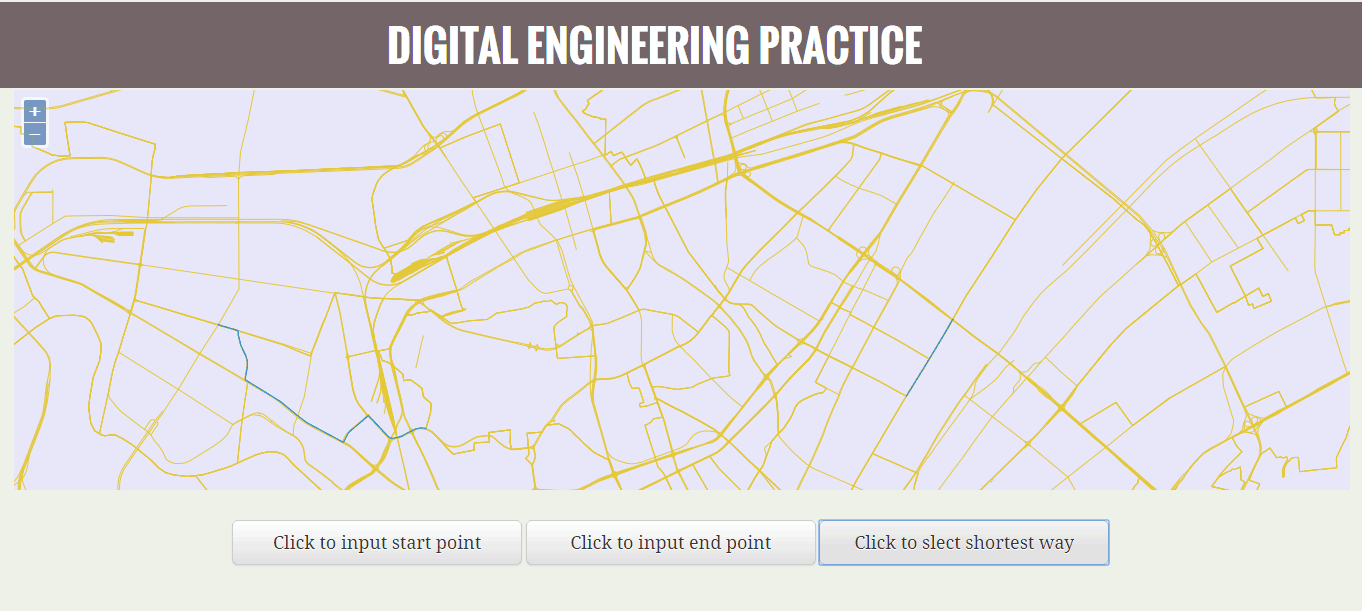 DIGITAL ENGINEERING PRACTICE
+
−
Click to input start point
Click to input end point
Click to slect shortest way